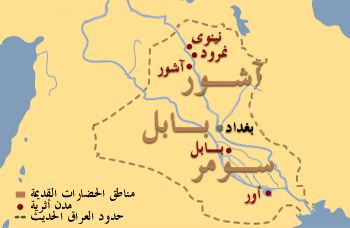 نينوى
نمرود
آشور
آشور
بابل
بغداد
بابل
سومر
أور
مناطق الحضارات القديمة
مدن أثرية
حدود العراق الحديث